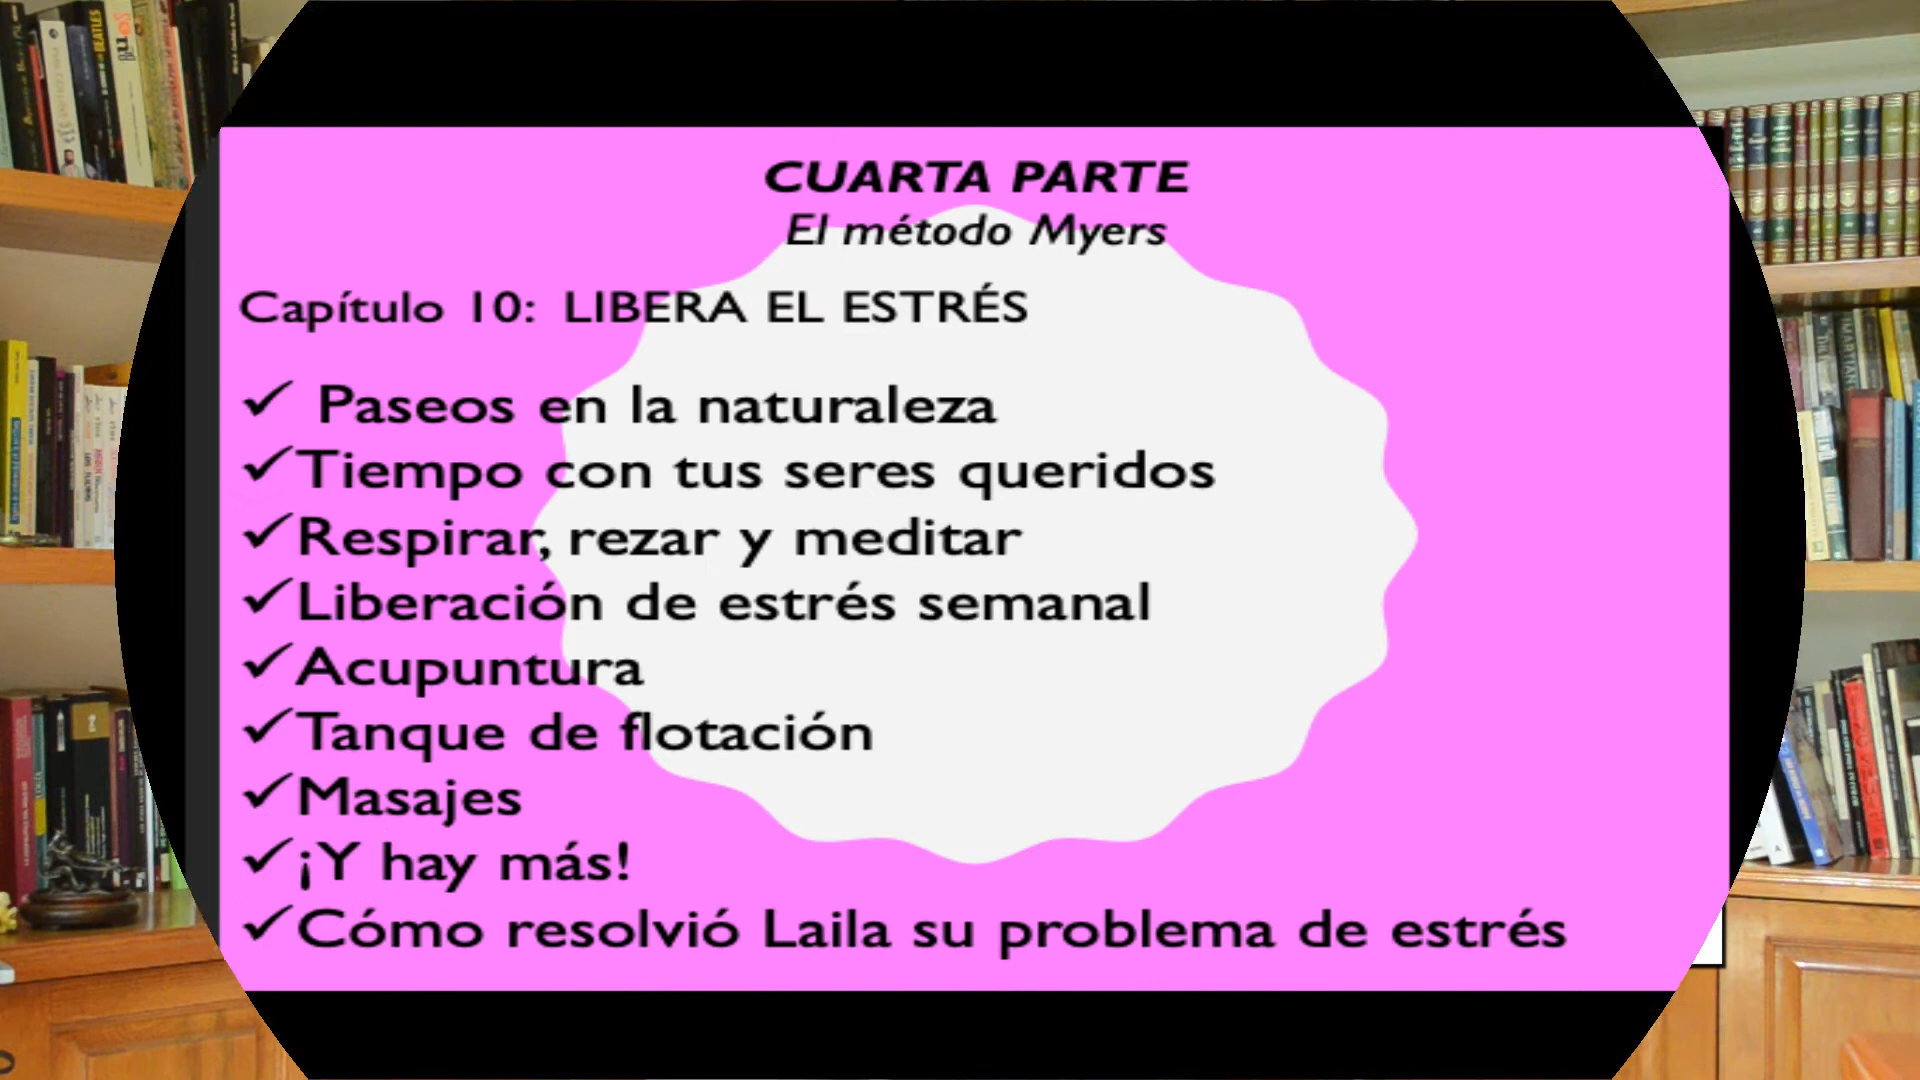 CUARTA PARTE
El método Myers
Capítulo 10: LIBERA EL ESTRÉS
✓ Paseos en la naturaleza
✓Tiempo con tus seres queridos
✓Respirar, rezar y meditar
✓Liberación de estrés semanal
✓Acupuntura
✓Tanque de flotación
✓Masajes
✓¡Y hay más!
✓Cómo resolvió Laila su problema de estrés